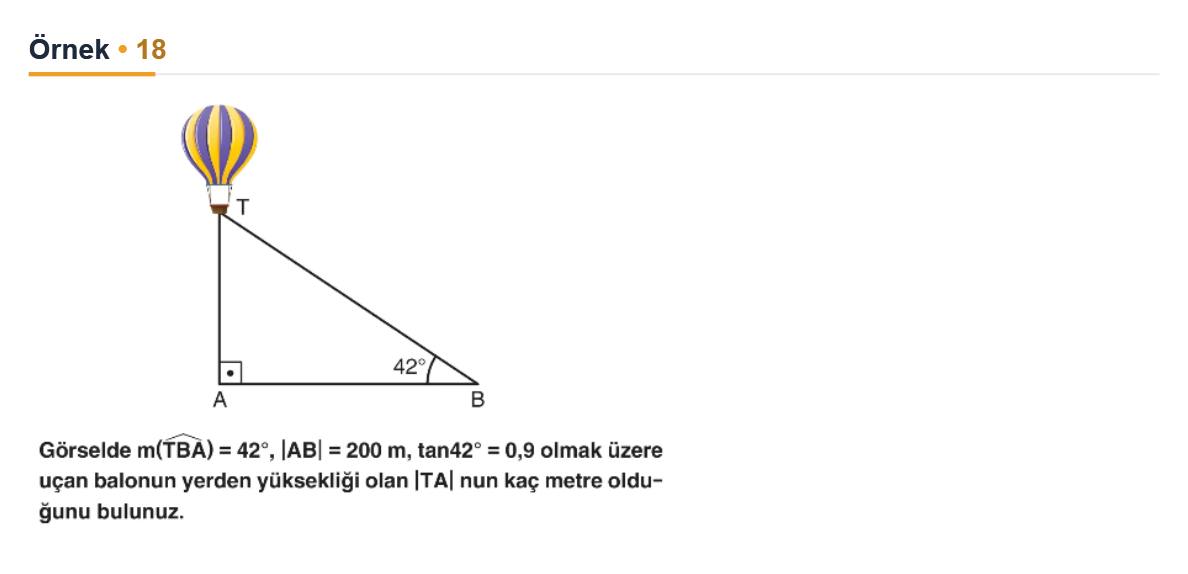 Örnek • 18
T
42°
A
B
Görselde m(TBA) = 42°, |AB| = 200 m, tan42° = 0,9 olmak üzere
uçan balonun yerden yüksekliği olan |TA| nun kaç metre oldu-
ğunu bulunuz.